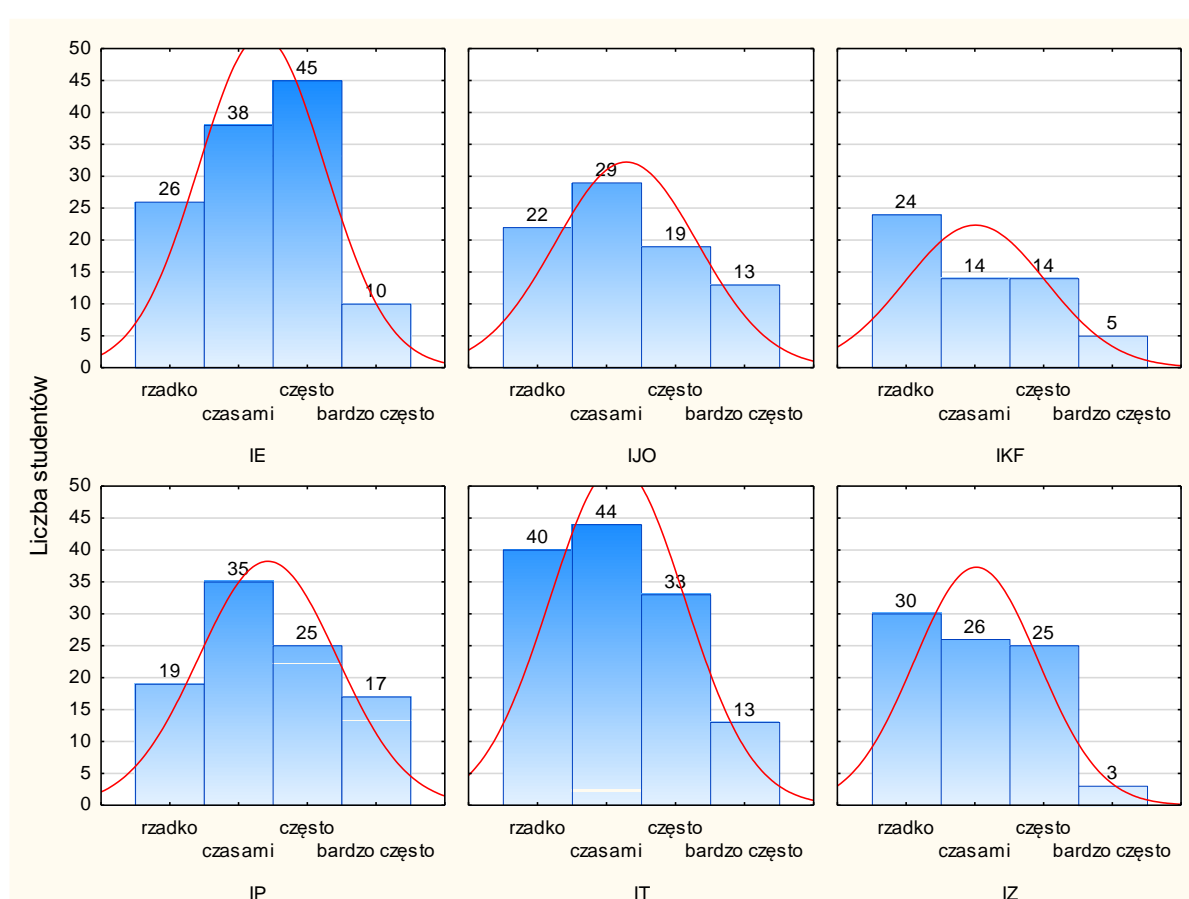 Liczba studentów
50
45
40
35
30
25
20
15
10
5
0
26
38
45
10
rzadko
czasami
często
bardzo często
IE
22
29
19
13
rzadko
czasami
często
bardzo często
IJO
24
14
14
5
rzadko
czasami
często
bardzo często
IKF
50
45
40
35
30
25
20
15
10
5
0
19
35
25
17
rzadko
czasami
często
bardzo często
IP
40
44
33
13
rzadko
czasami
często
bardzo często
IT
30
26
25
3
rzadko
czasami
często
bardzo często
IZ